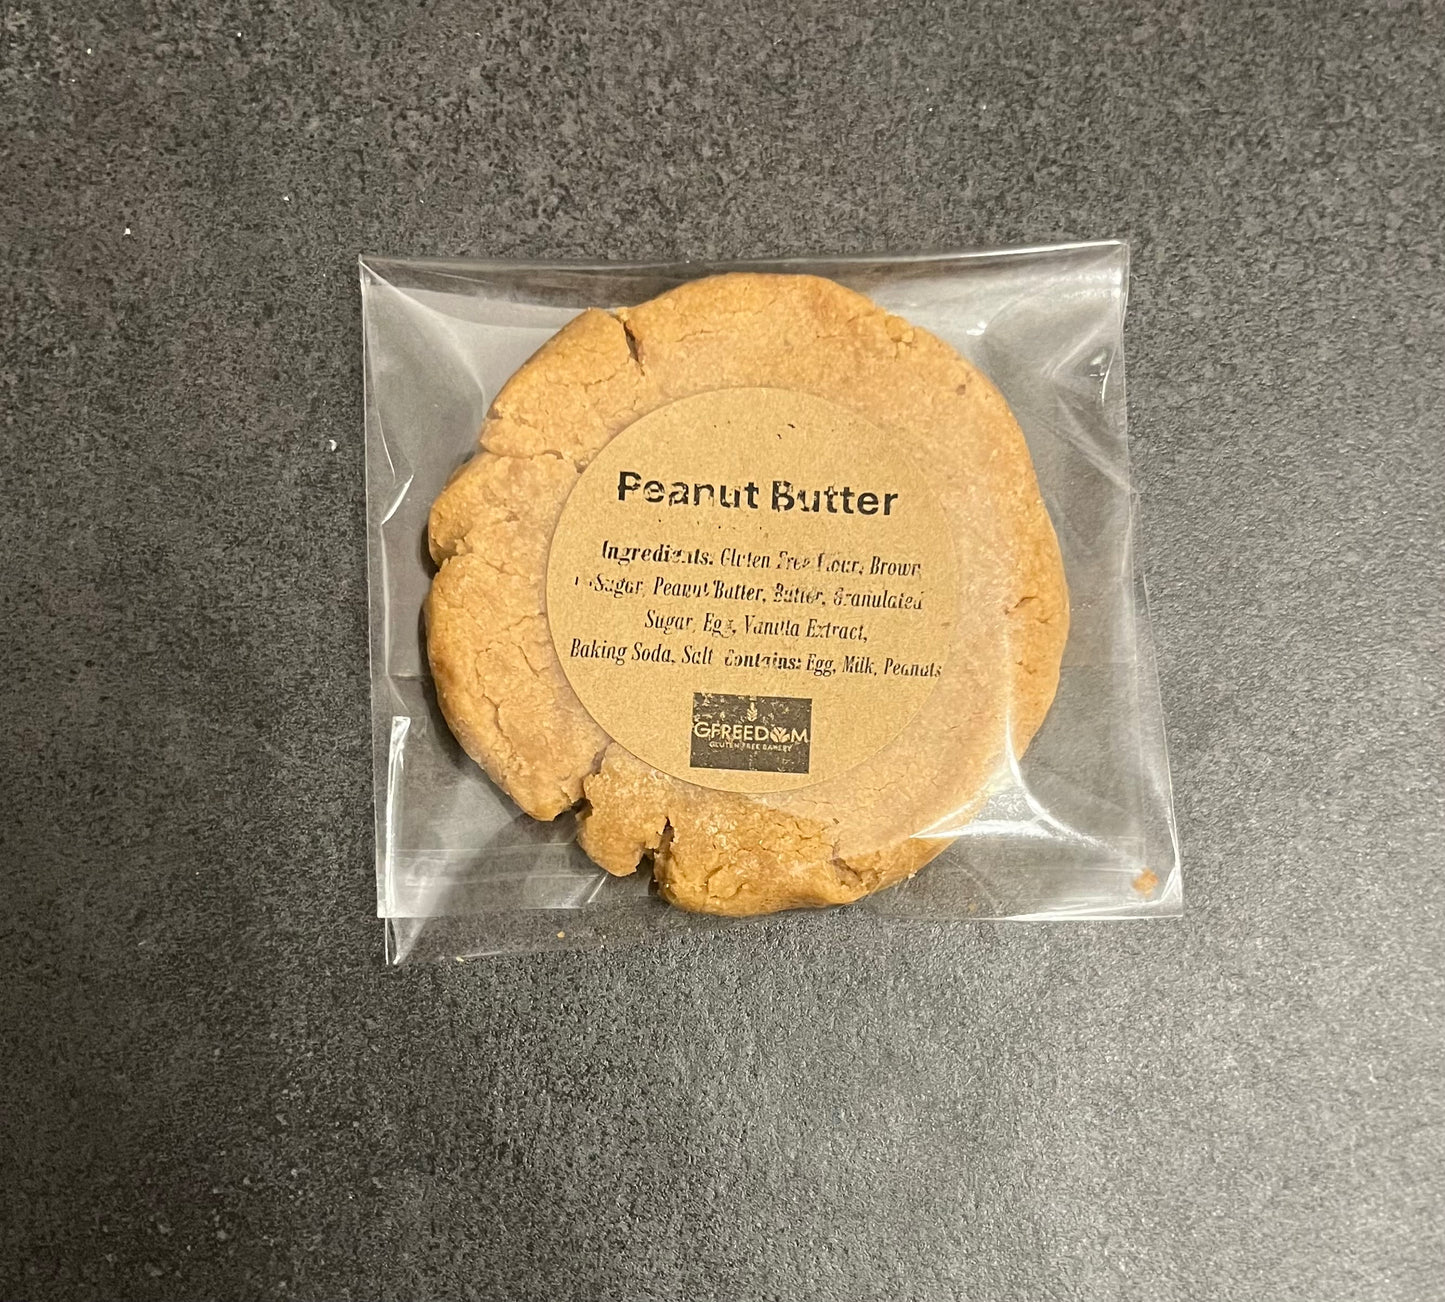 Peanut Butter
Ingredients: Gluten Free Flour, Brown
Sugar, Peanut Butter, Butter, Granulated
Sugar, Egg, Vanilla Extract,
Baking Soda, Salt Contains: Egg, Milk, Peanuts
GFREEDOM
GLUTEN FREE BAKERY